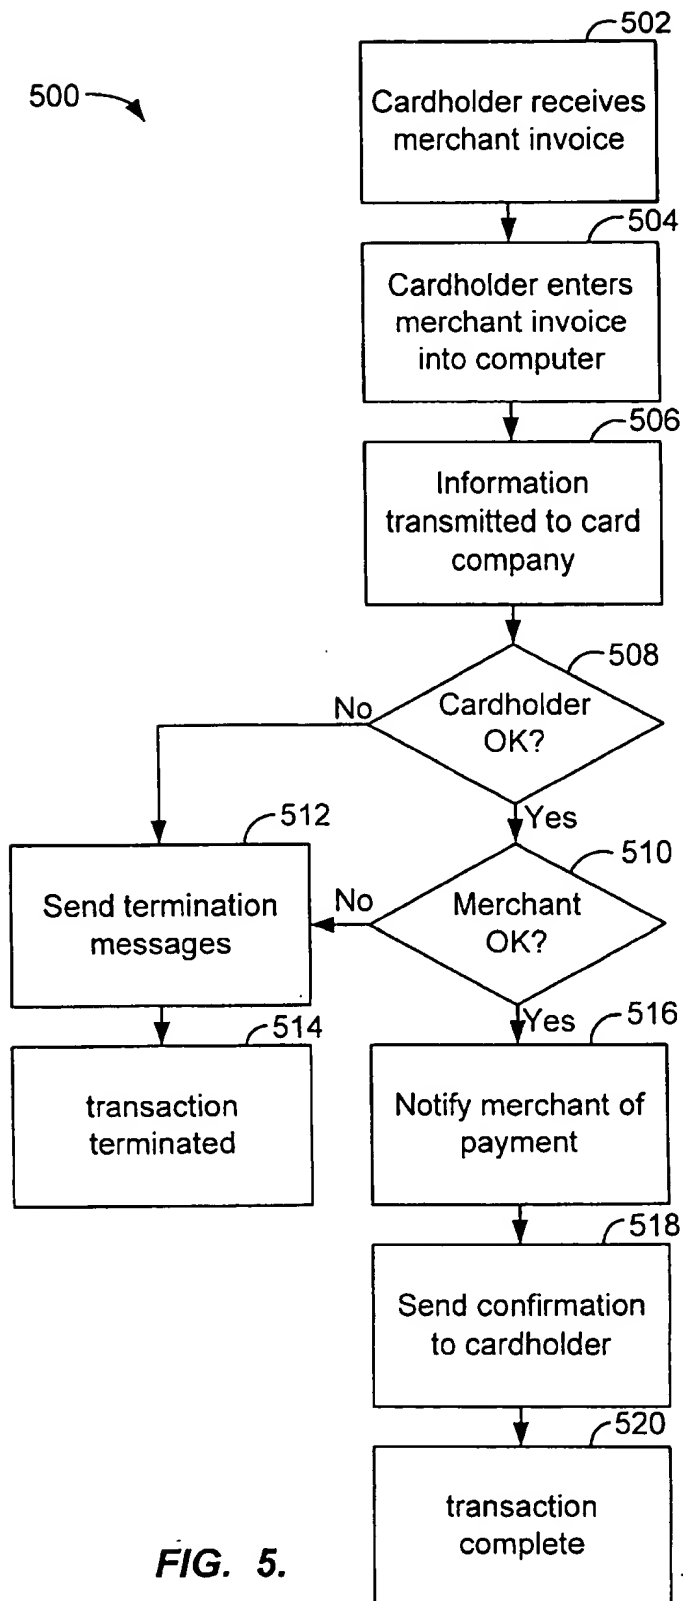 502
500
Cardholder receives
merchant invoice
504
Cardholder enters
merchant invoice
into computer
506
Information
transmitted to card
company
508
No
Cardholder
OK?
Yes
512
510
Send termination
messages
No
Merchant
OK?
Yes
514
516
transaction
terminated
Notify merchant of
payment
518
Send confirmation
to cardholder
520
transaction
complete
FIG. 5.